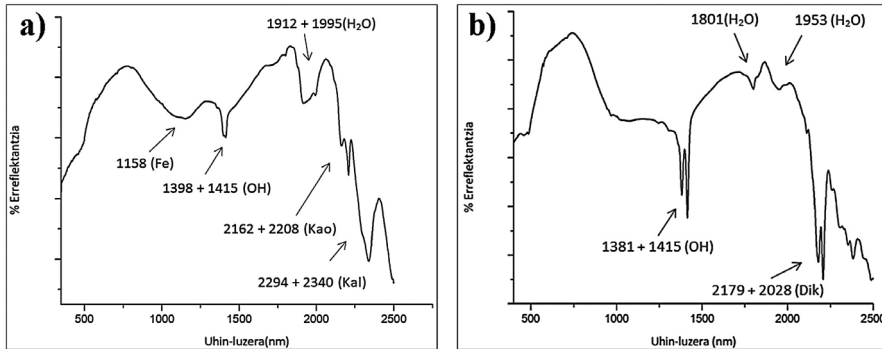 a)
1912 + 1995(H₂O)
1158 (Fe)
1398 + 1415 (OH)
2162 + 2208 (Kao)
2294 + 2340 (Kal)
% Erreflektantzia
500 1000 1500 2000 2500
Uhin-luzera(nm)
b)
1801(H₂O)
1953 (H₂O)
1381 + 1415 (OH)
2179 + 2028 (Dik)
% Erreflektantzia
500 1000 1500 2000 2500
Uhin-luzera (nm)